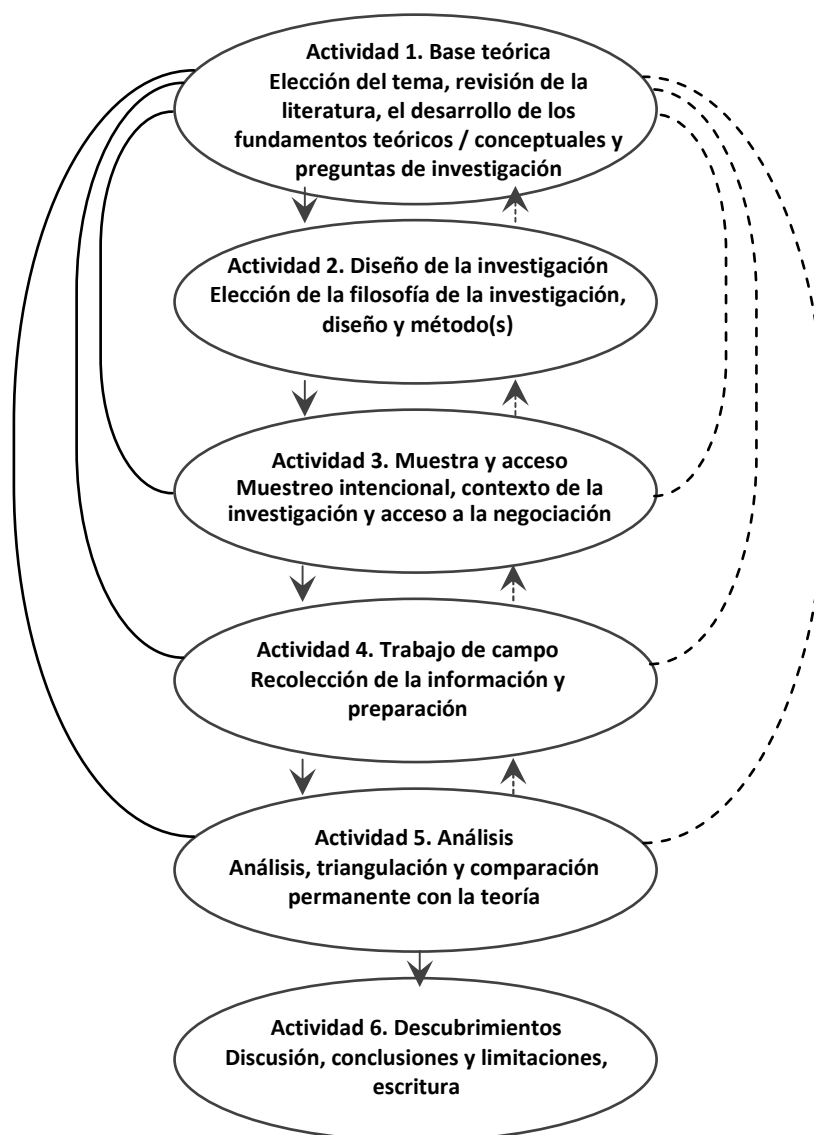 Actividad 1. Base teórica
Elección del tema, revisión de la
literatura, el desarrollo de los
fundamentos teóricos / conceptuales y
preguntas de investigación
Actividad 2. Diseño de la investigación
Elección de la filosofía de la investigación,
diseño y método(s)
Actividad 3. Muestra y acceso
Muestreo intencional, contexto de la
investigación y acceso a la negociación
Actividad 4. Trabajo de campo
Recolección de la información y
preparación
Actividad 5. Análisis
Análisis, triangulación y comparación
permanente con la teoría
Actividad 6. Descubrimientos
Discusión, conclusiones y limitaciones,
escritura